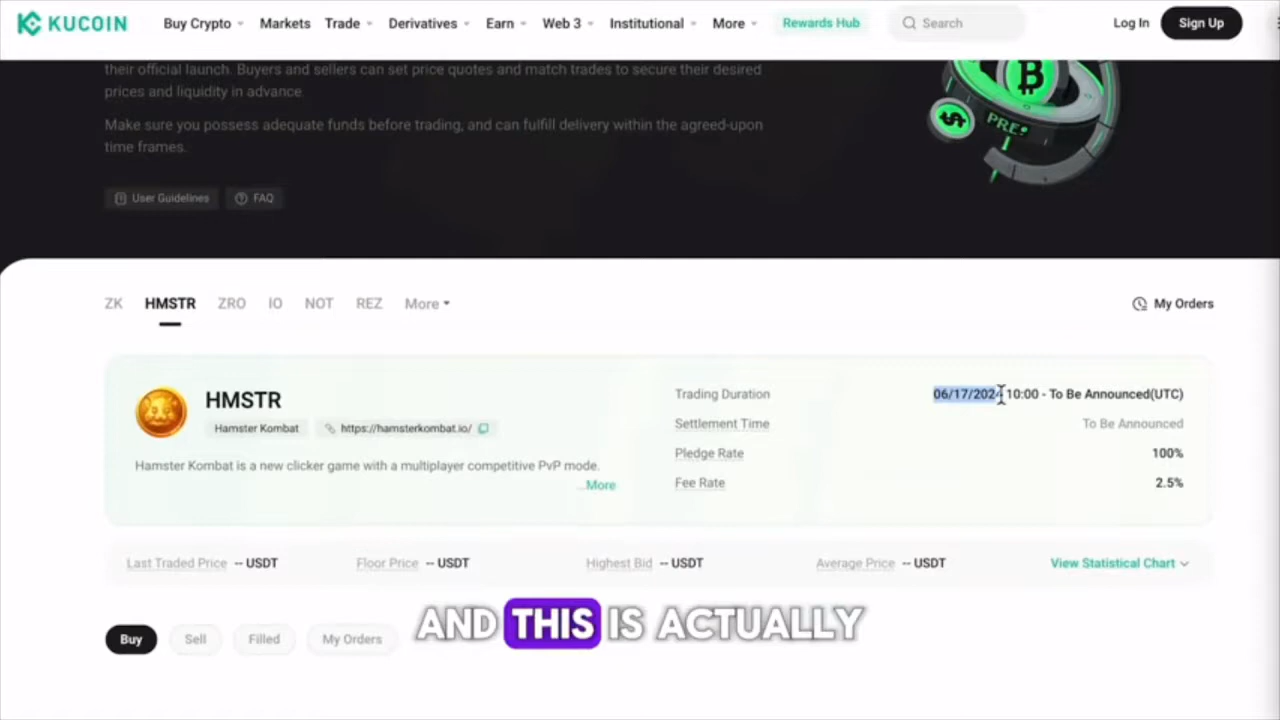 KUCOIN Buy Crypto Markets Trade Derivatives Earn Web 3 Institutional More Rewards Hub Search Log In Sign Up
their official launch. Buyers and sellers can set price quotes and match trades to secure their desired
prices and liquidity in advance.
Make sure you possess adequate funds before trading, and can fulfill delivery within the agreed-upon
time frames.
PRE
User Guidelines FAQ
ZK HMSTR ZRO IO NOT REZ More My Orders
HMSTR
Hamster Kombat https://hamsterkombat.io/
Hamster Kombat is a new clicker game with a multiplayer competitive PvP mode.
...More
Trading Duration 06/17/2024 10:00 - To Be Announced(UTC)
Settlement Time To Be Announced
Pledge Rate 100%
Fee Rate 2.5%
Last Traded Price -- USDT Floor Price -- USDT Highest Bid -- USDT Average Price -- USDT View Statistical Chart
Buy Sell Filled My Orders
AND THIS IS ACTUALLY